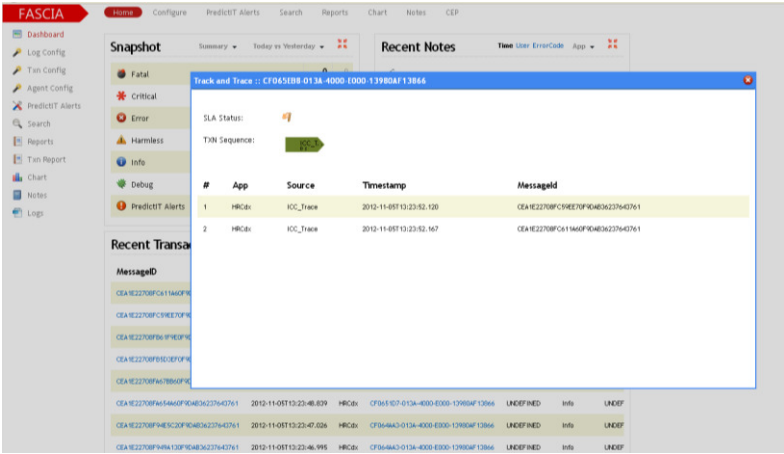 FASCIA
Home Configure PredictIT Alerts Search Reports Chart Notes CEP
Dashboard
Log Config
Txn Config
Agent Config
PredictIT Alerts
Search
Reports
Txn Report
Chart
Notes
Logs
Snapshot Summary Today vs Yesterday
Recent Notes Time User ErrorCode App
Fatal
Critical
Error
Harmless
Info
Debug
PredictIT Alerts
Track and Trace :: CF065EB8-013A-4000-E000-13980AF13866
SLA Status:
TXN Sequence:
# App Source Timestamp MessageId
1 HRCdx ICC_Trace 2012-11-05T13:23:52.120 CEA1E22708FC59EE70F9DAB36237643761
2 HRCdx ICC_Trace 2012-11-05T13:23:52.167 CEA1E22708FC611A60F9DAB36237643761
Recent Transa
MessageID
CEA1E22708FA654A60F9DAB36237643761 2012-11-05T13:23:48.839 HRCdx CF0651D7-013A-4000-E000-13980AF13866 UNDEFINED Info UNDEF
CEA1E22708F94E5C20F9DAB36237643761 2012-11-05T13:23:47.026 HRCdx CF064AA3-013A-4000-E000-13980AF13866 UNDEFINED Info UNDEF
CEA1E22708F949A130F9DAB36237643761 2012-11-05T13:23:46.995 HRCdx CF064AA3-013A-4000-E000-13980AF13866 UNDEFINED Info UNDEF